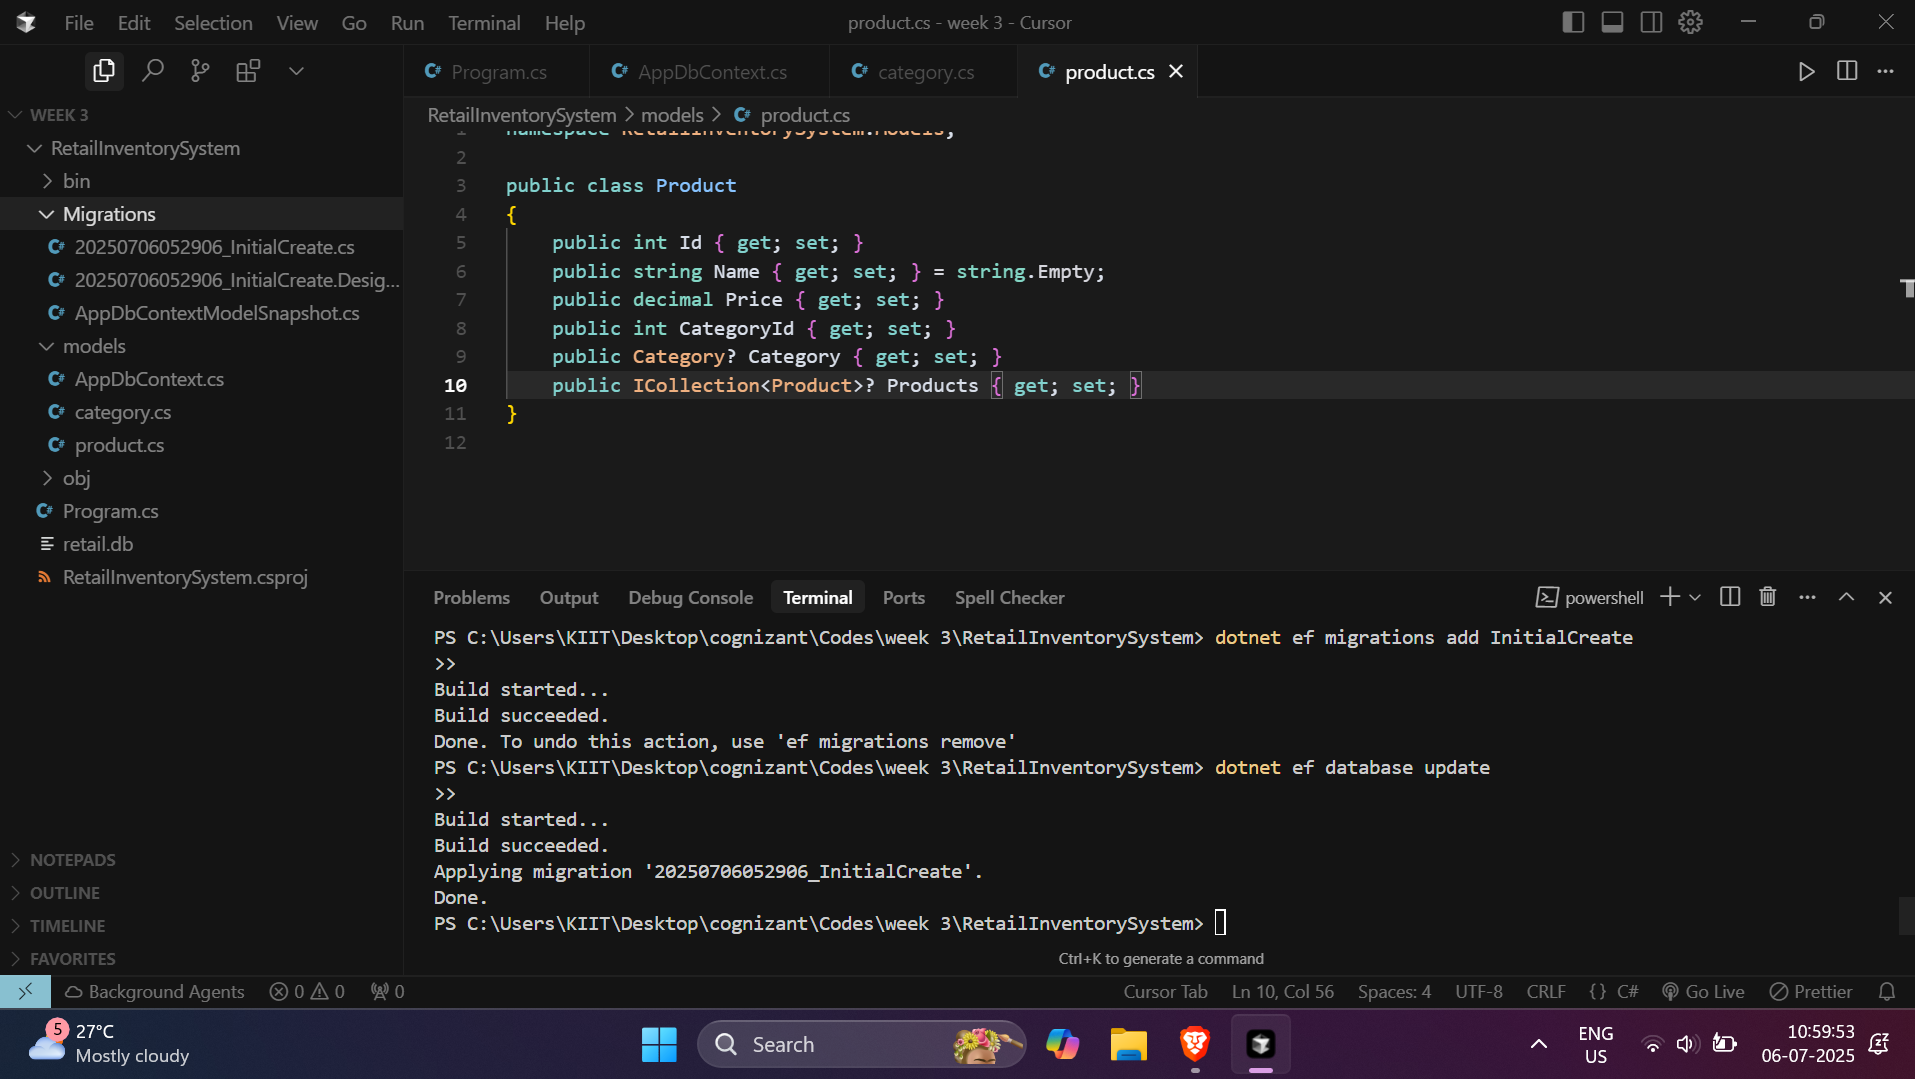 File Edit Selection View Go Run Terminal Help
product.cs - week 3 - Cursor
Program.cs AppDbContext.cs category.cs product.cs
RetailInventorySystem > models > product.cs
WEEK 3
RetailInventorySystem
bin
Migrations
20250706052906_InitialCreate.cs
20250706052906_InitialCreate.Desig...
AppDbContextModelSnapshot.cs
models
AppDbContext.cs
category.cs
product.cs
obj
Program.cs
retail.db
RetailInventorySystem.csproj
NOTEPADS
OUTLINE
TIMELINE
FAVORITES
1 namespace RetailInventorySystem.Models;
2
3 public class Product
4 {
5 public int Id { get; set; }
6 public string Name { get; set; } = string.Empty;
7 public decimal Price { get; set; }
8 public int CategoryId { get; set; }
9 public Category? Category { get; set; }
10 public ICollection<Product>? Products { get; set; }
11 }
12
Problems Output Debug Console Terminal Ports Spell Checker
powershell
PS C:\Users\KIIT\Desktop\cognizant\Codes\week 3\RetailInventorySystem> dotnet ef migrations add InitialCreate
>>
Build started...
Build succeeded.
Done. To undo this action, use 'ef migrations remove'
PS C:\Users\KIIT\Desktop\cognizant\Codes\week 3\RetailInventorySystem> dotnet ef database update
>>
Build started...
Build succeeded.
Applying migration '20250706052906_InitialCreate'.
Done.
PS C:\Users\KIIT\Desktop\cognizant\Codes\week 3\RetailInventorySystem>
Ctrl+K to generate a command
Background Agents 0 0 0
Cursor Tab Ln 10, Col 56 Spaces: 4 UTF-8 CRLF {} C# Go Live Prettier
5
27°C
Mostly cloudy
Search
ENG
US
10:59:53
06-07-2025